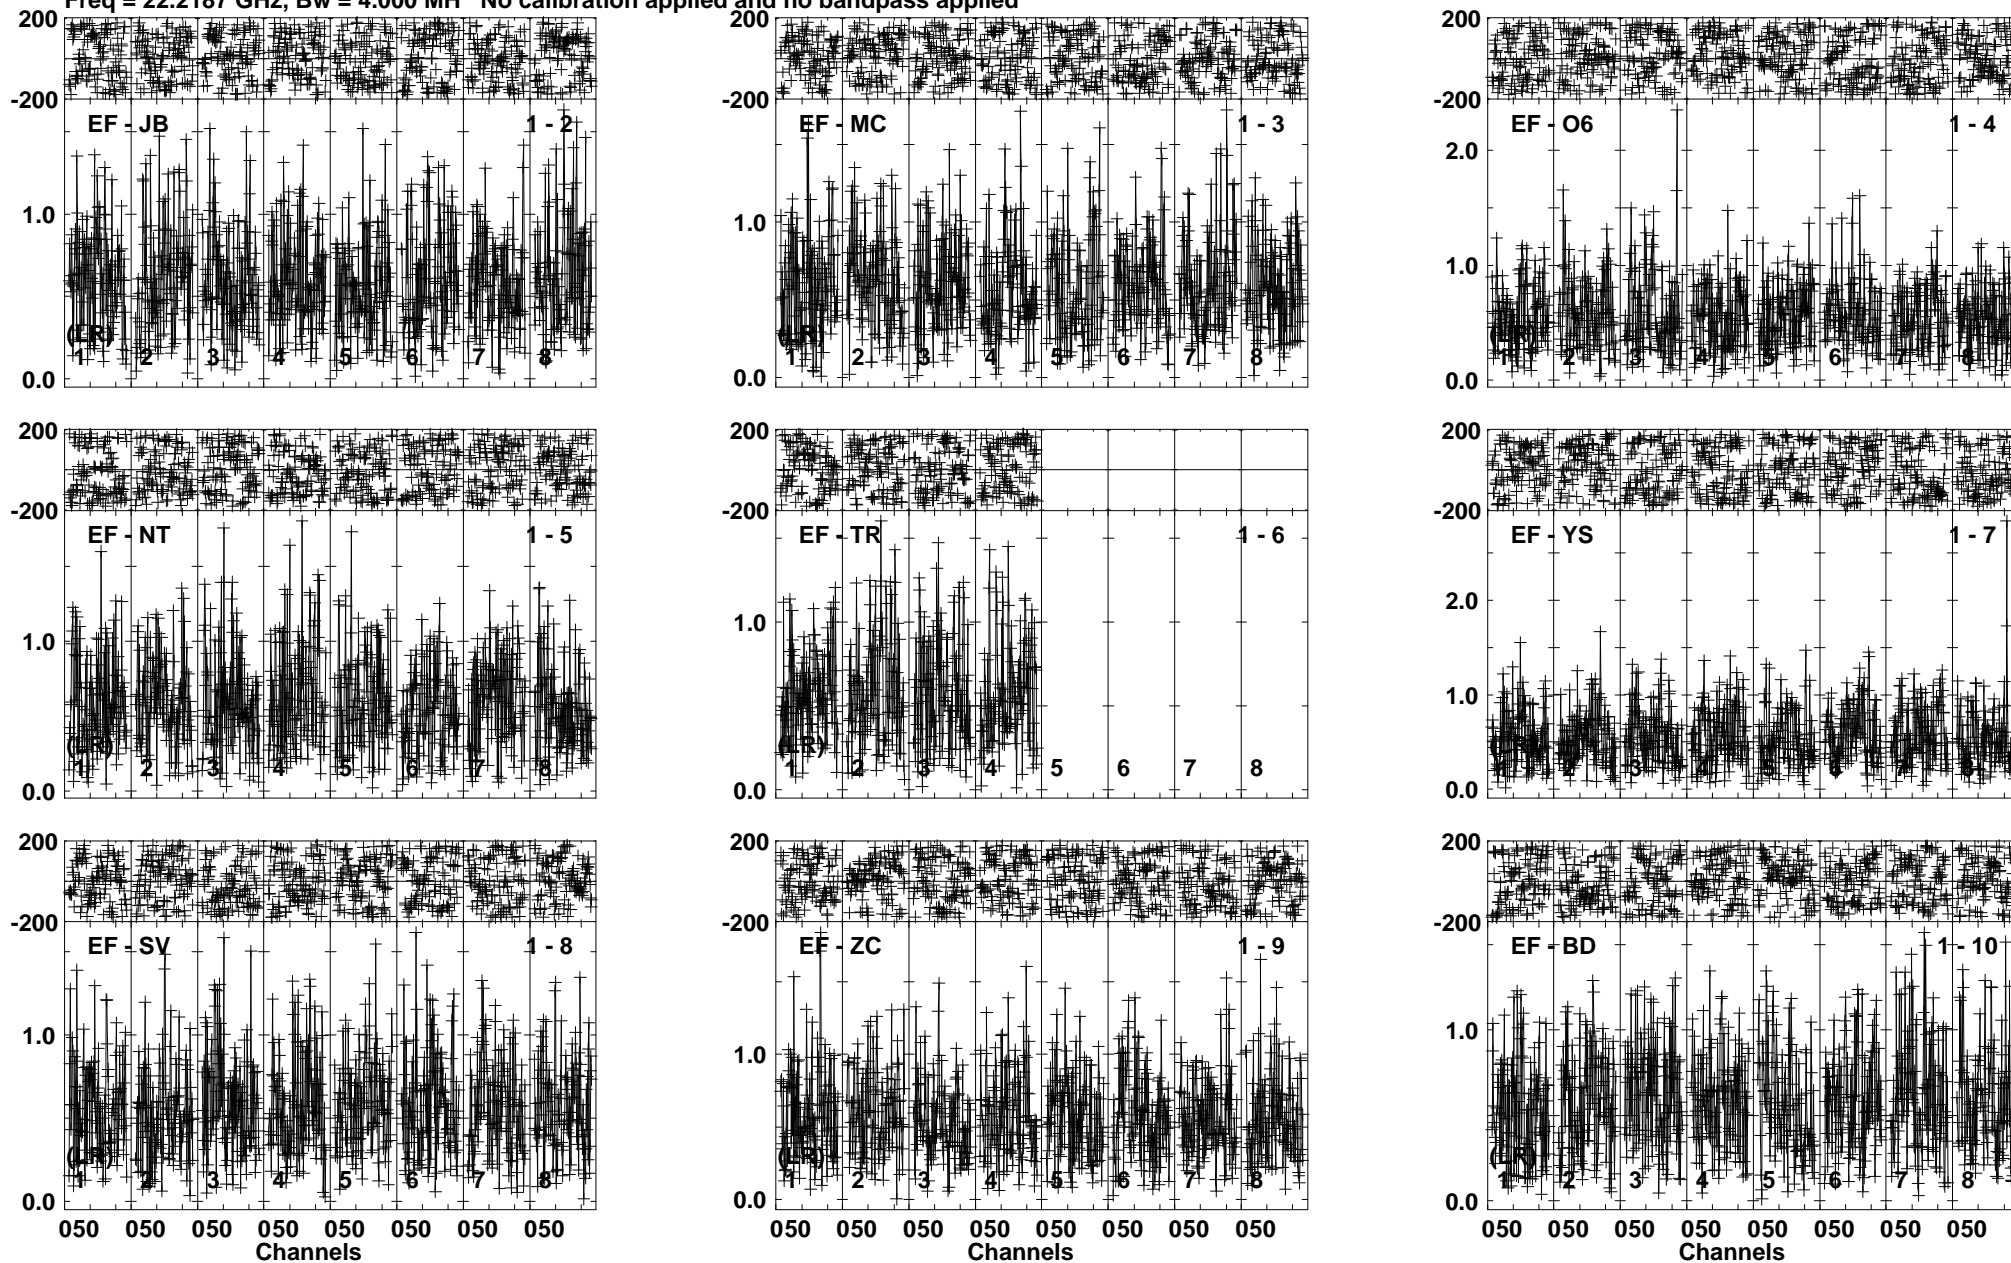 Freq = 22.2187 GHz, Bw = 4.000 MH No calibration applied and no bandpass applied
200
-200
EF - JB 1 - 2
1.0
(LR)
1 2 3 4 5 6 7 8
0.0
200
-200
EF - MC 1 - 3
1.0
(LR)
1 2 3 4 5 6 7 8
0.0
200
-200
EF - O6 1 - 4
2.0
1.0
(LR)
1 2 3 4 5 6 7 8
0.0
200
-200
EF - NT 1 - 5
1.0
(LR)
1 2 3 4 5 6 7 8
0.0
200
-200
EF - TR 1 - 6
1.0
(LR)
1 2 3 4 5 6 7 8
0.0
200
-200
EF - YS 1 - 7
2.0
1.0
(LR)
1 2 3 4 5 6 7 8
0.0
200
-200
EF - SV 1 - 8
1.0
(LR)
1 2 3 4 5 6 7 8
0.0
050 050 050 050 050 050 050 050
Channels
200
-200
EF - ZC 1 - 9
1.0
(LR)
1 2 3 4 5 6 7 8
0.0
050 050 050 050 050 050 050 050
Channels
200
-200
EF - BD 1 - 10
1.0
(LR)
1 2 3 4 5 6 7 8
0.0
050 050 050 050 050 050 050 050
Channels